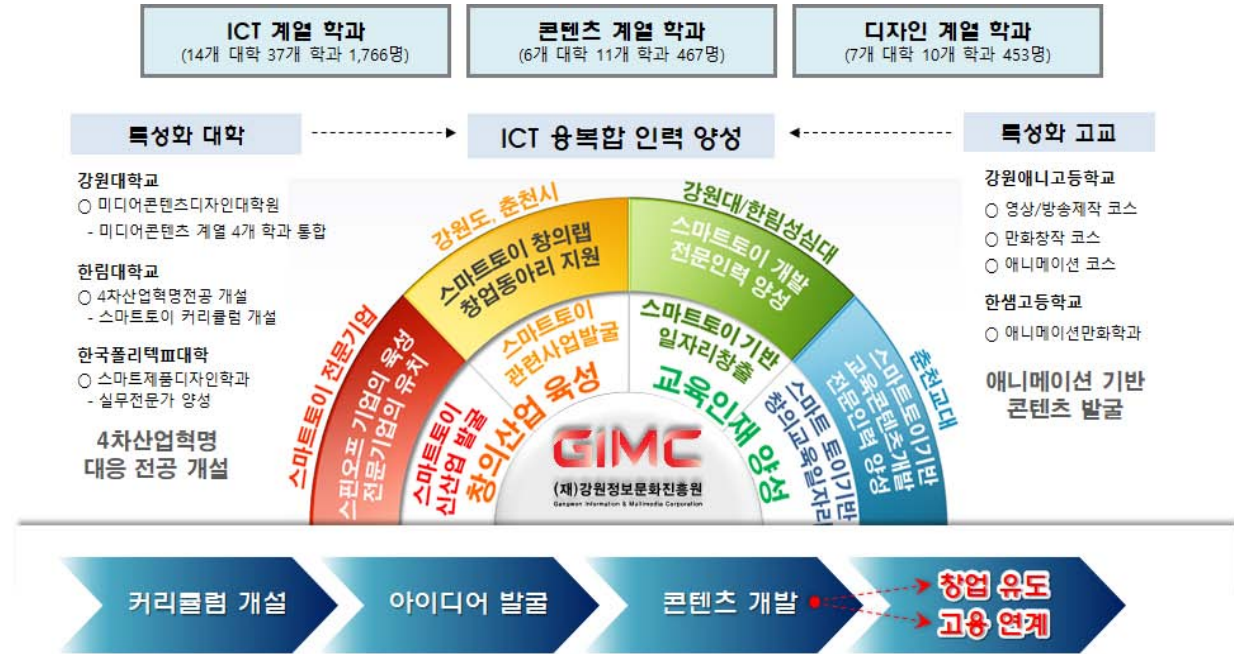 ICT 계열 학과
(14개 대학 37개 학과 1,766명)
콘텐츠 계열 학과
(6개 대학 11개 학과 467명)
디자인 계열 학과
(7개 대학 10개 학과 453명)
특성화 대학
ICT 융복합 인력 양성
특성화 고교
강원대학교
○ 미디어콘텐츠디자인대학원
- 미디어콘텐츠 계열 4개 학과 통합
한림대학교
○ 4차산업혁명전공 개설
- 스마트토이 커리큘럼 개설
한국폴리텍Ⅲ대학
○ 스마트제품디자인학과
- 실무전문가 양성
4차산업혁명
대응 전공 개설
스마트토이 전문기업
스핀오프 기업의 육성
전문기업의 유치
스마트토이
신산업 발굴
강원도, 춘천시
스마트토이 창의랩
창업동아리 지원
스마트토이
관련사업발굴
창의산업 육성
강원대/한림성심대
스마트토이 개발
전문인력 양성
스마트토이기반
일자리창출
교육인재 양성
춘천교대
스마트토이기반
교육콘텐츠개발
전문인력 양성
스마트 토이기반
창의교육일자리
GiMC
(재)강원정보문화진흥원
Gangwon Information & Multimedia Corporation
강원애니고등학교
○ 영상/방송제작 코스
○ 만화창작 코스
○ 애니메이션 코스
한샘고등학교
○ 애니메이션만화학과
애니메이션 기반
콘텐츠 발굴
커리큘럼 개설
아이디어 발굴
콘텐츠 개발
창업 유도
고용 연계